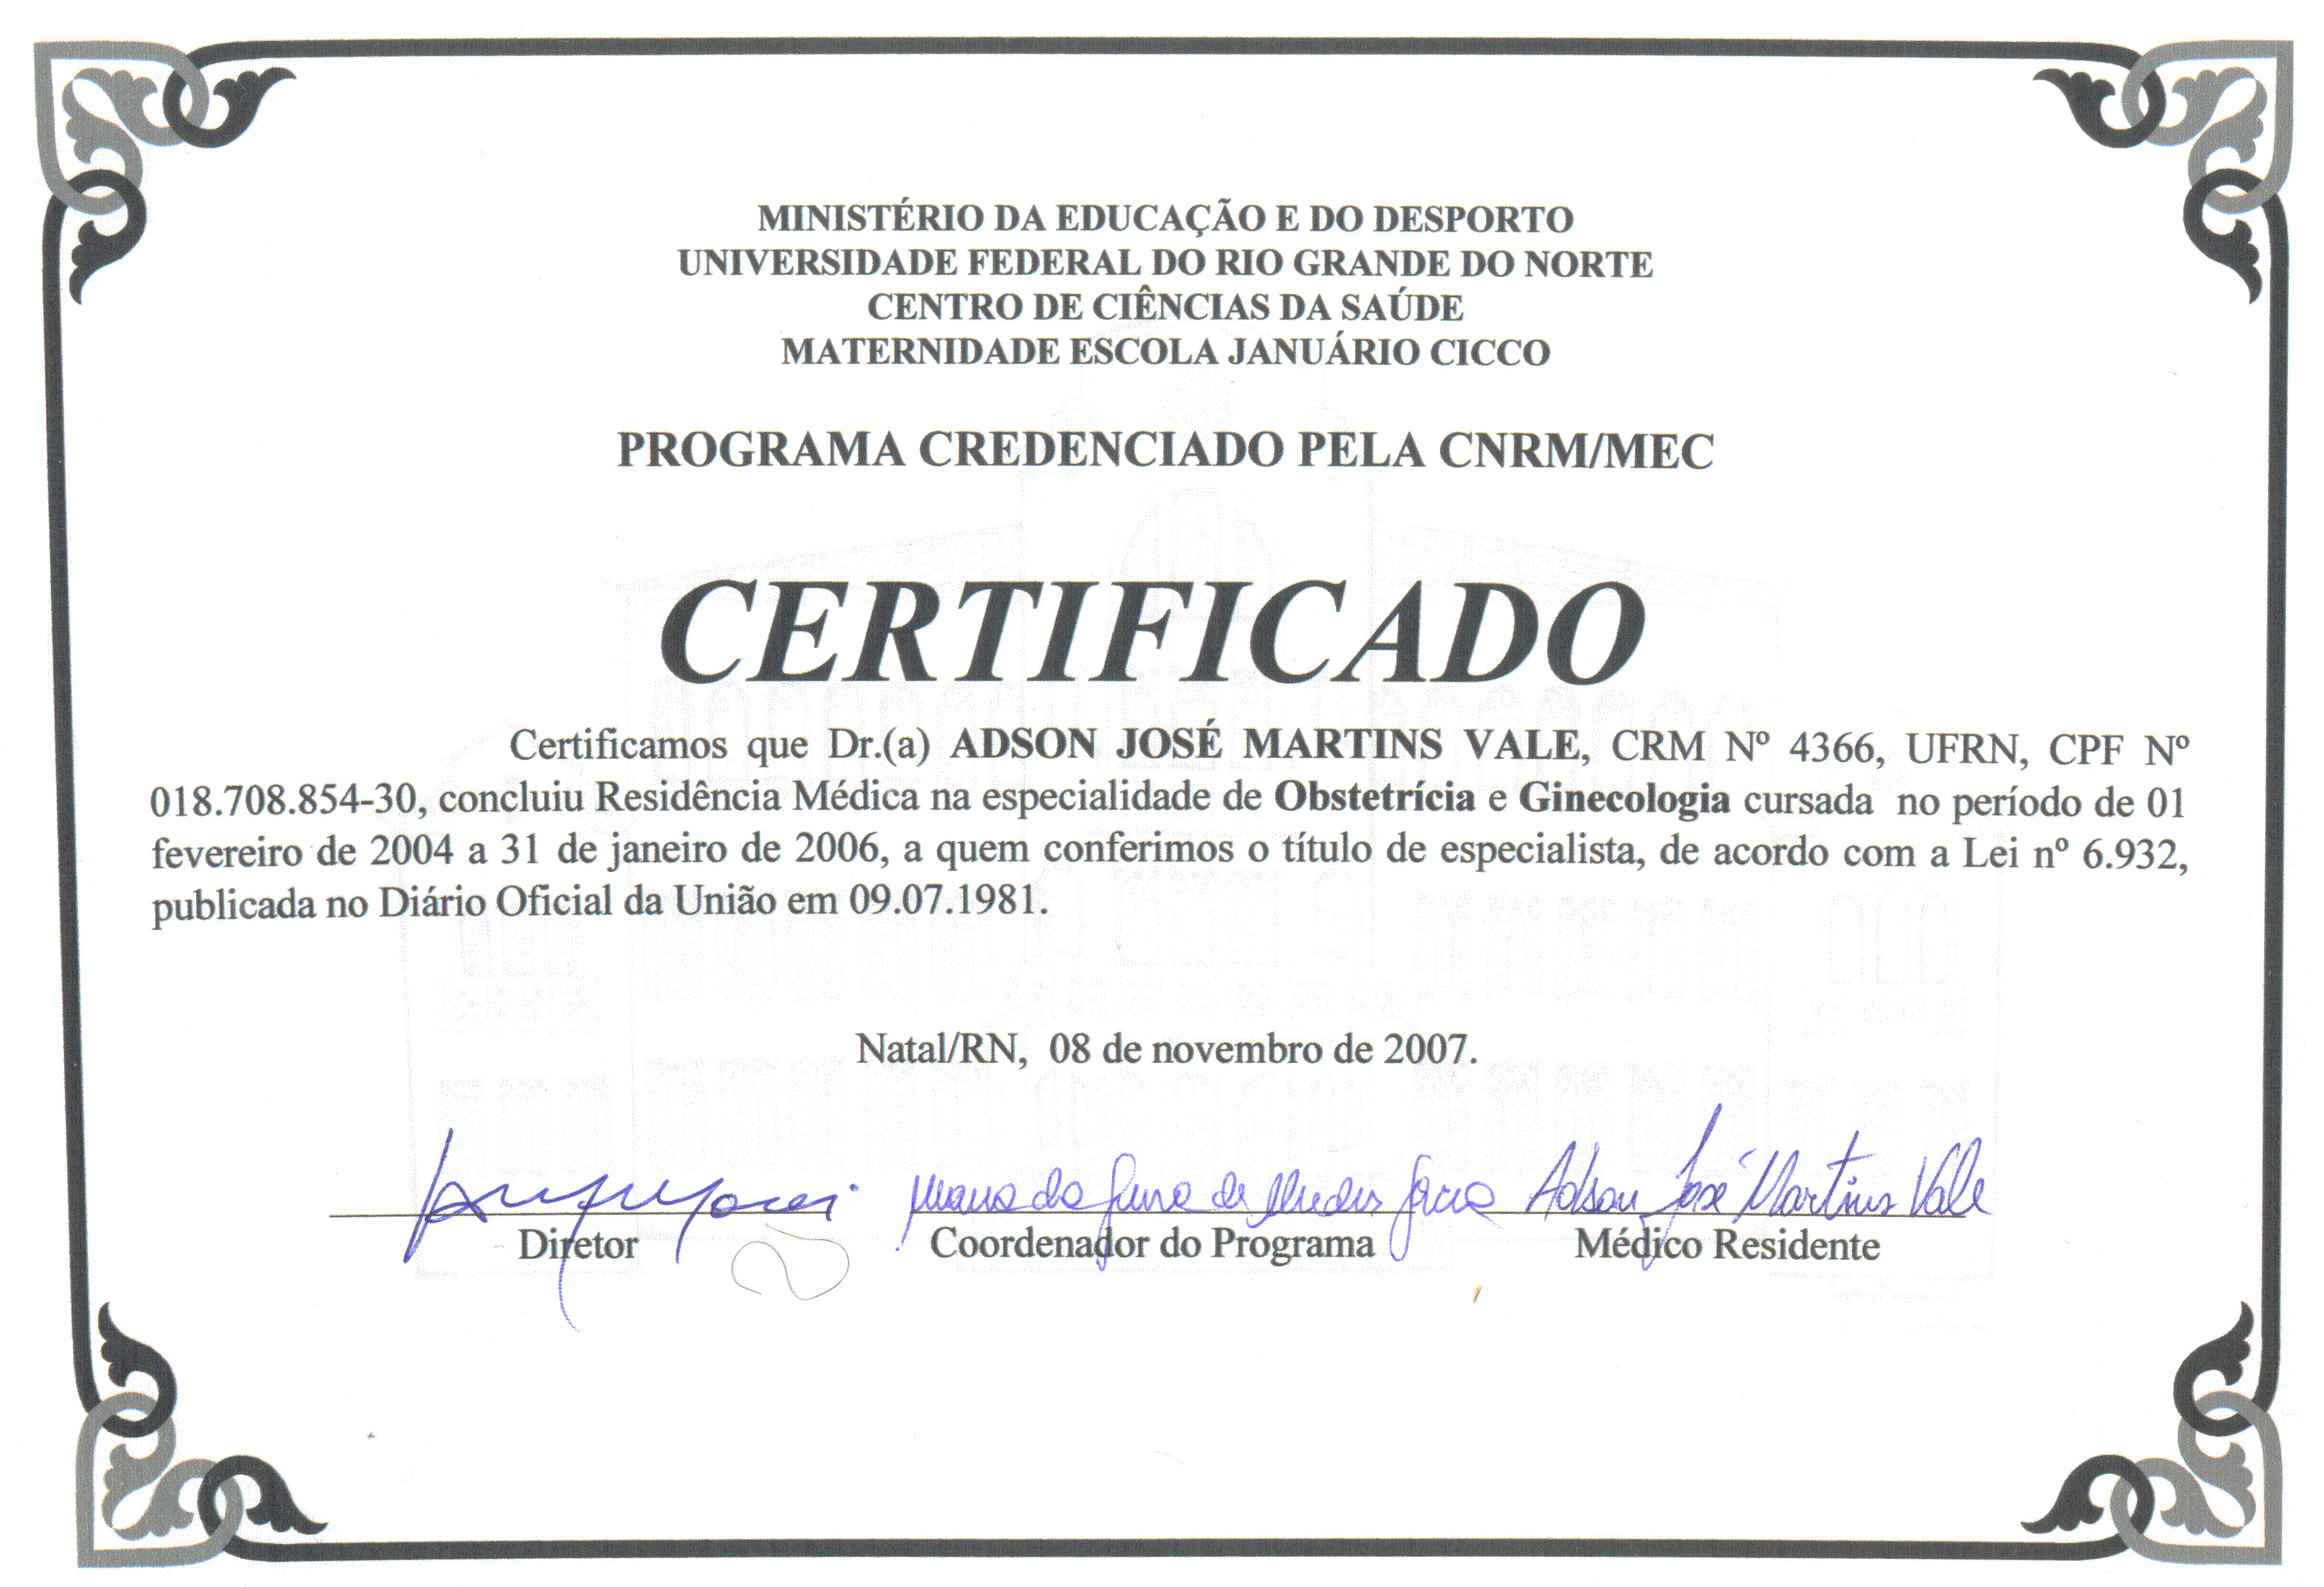 MINISTÉRIO DA EDUCAÇÃO E DO DESPORTO
UNIVERSIDADE FEDERAL DO RIO GRANDE DO NORTE
CENTRO DE CIÊNCIAS DA SAÚDE
MATERNIDADE ESCOLA JANUÁRIO CICCO
PROGRAMA CREDENCIADO PELA CNRM/MEC
CERTIFICADO
Certificamos que Dr.(a) ADSON JOSÉ MARTINS VALE, CRM Nº 4366, UFRN, CPF Nº
018.708.854-30, concluiu Residência Médica na especialidade de Obstetrícia e Ginecologia cursada no período de 01
fevereiro de 2004 a 31 de janeiro de 2006, a quem conferimos o título de especialista, de acordo com a Lei nº 6.932,
publicada no Diário Oficial da União em 09.07.1981.
Natal/RN, 08 de novembro de 2007.
Adson José Martins Vale
Diretor
Coordenador do Programa
Médico Residente